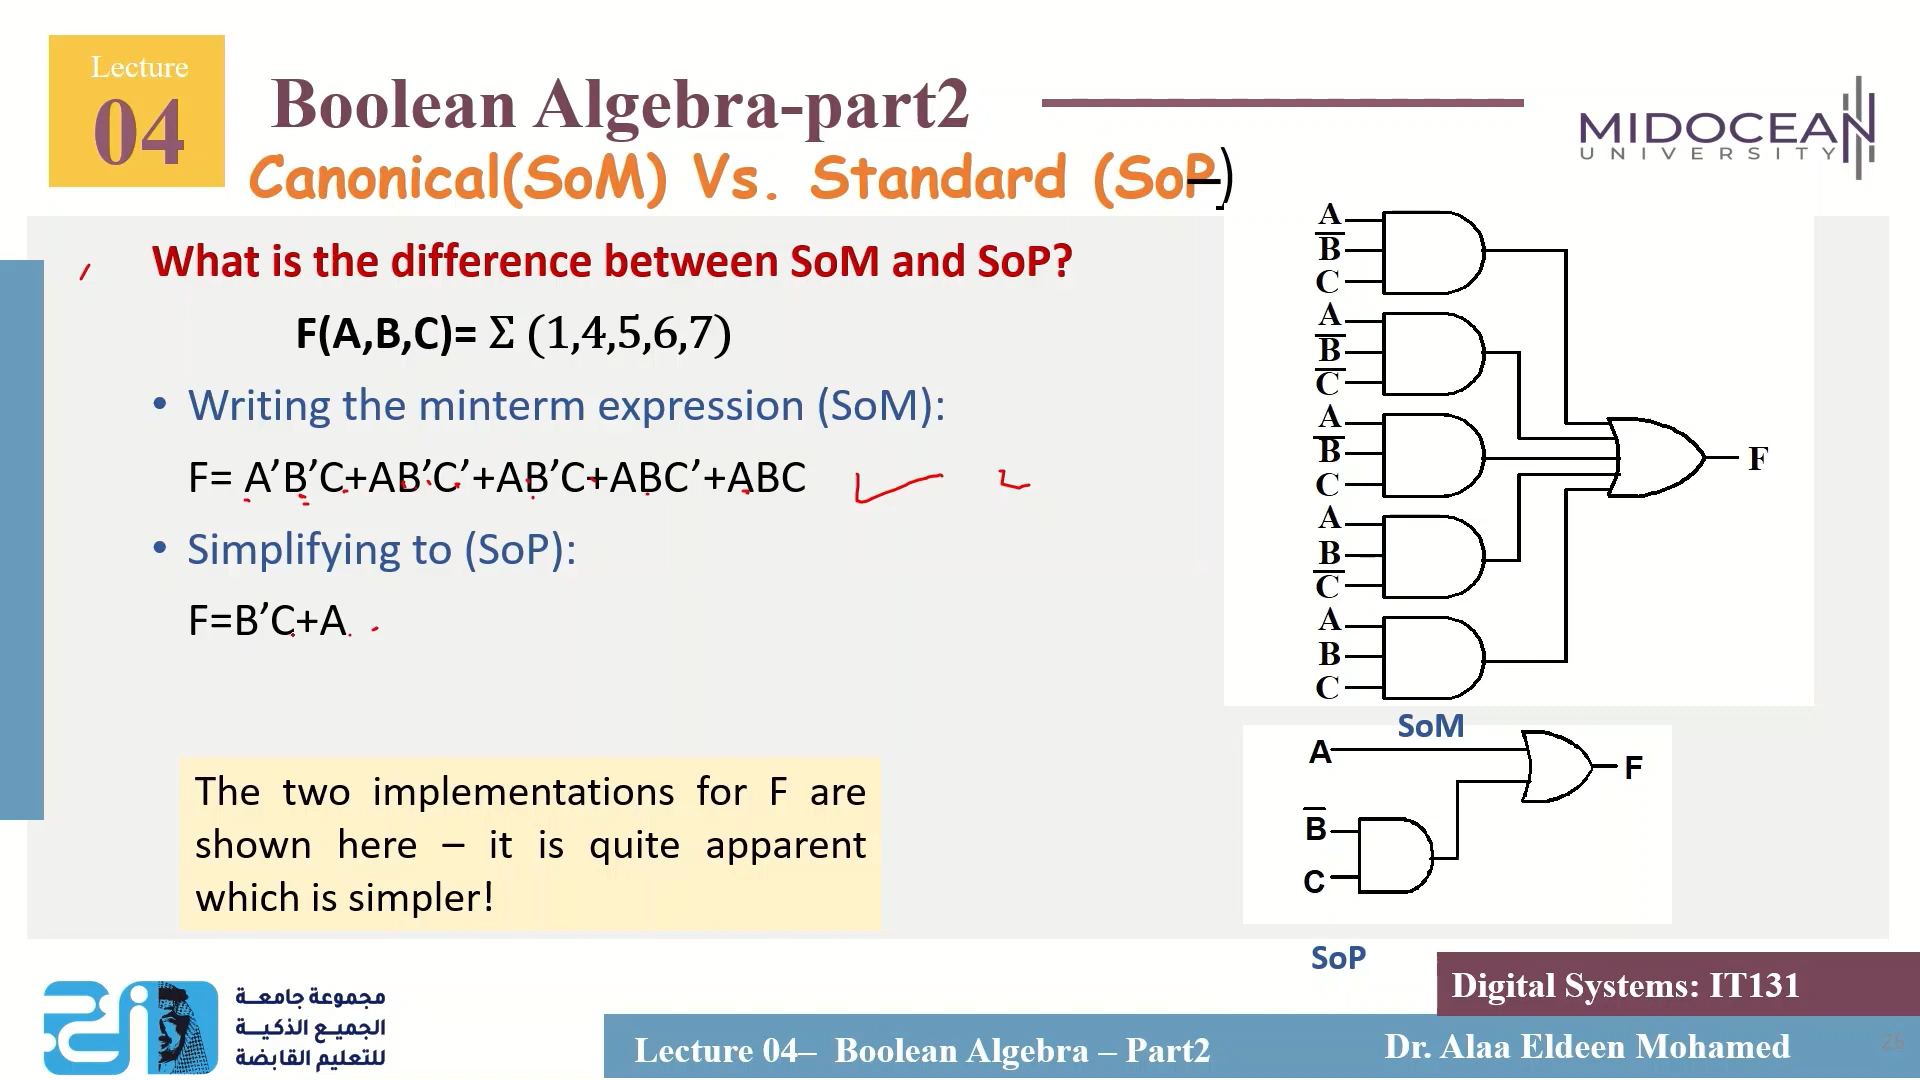 Lecture
04
Boolean Algebra-part2
Canonical(SoM) Vs. Standard (SoP)
MIDOCEAN
UNIVERSITY
What is the difference between SoM and SoP?
F(A,B,C)= Σ (1,4,5,6,7)
• Writing the minterm expression (SoM):
F= A’B’C+AB’C’+AB’C+ABC’+ABC
• Simplifying to (SoP):
F=B’C+A
The two implementations for F are
shown here – it is quite apparent
which is simpler!
A
B̅
C
A
B̅
C̅
A
B̅
C
A
B
C̅
A
B
C
F
SoM
A
B̅
C
F
SoP
مجموعة جامعة
الجميع الذكية
للتعليم القابضة
Digital Systems: IT131
Lecture 04– Boolean Algebra – Part2
Dr. Alaa Eldeen Mohamed